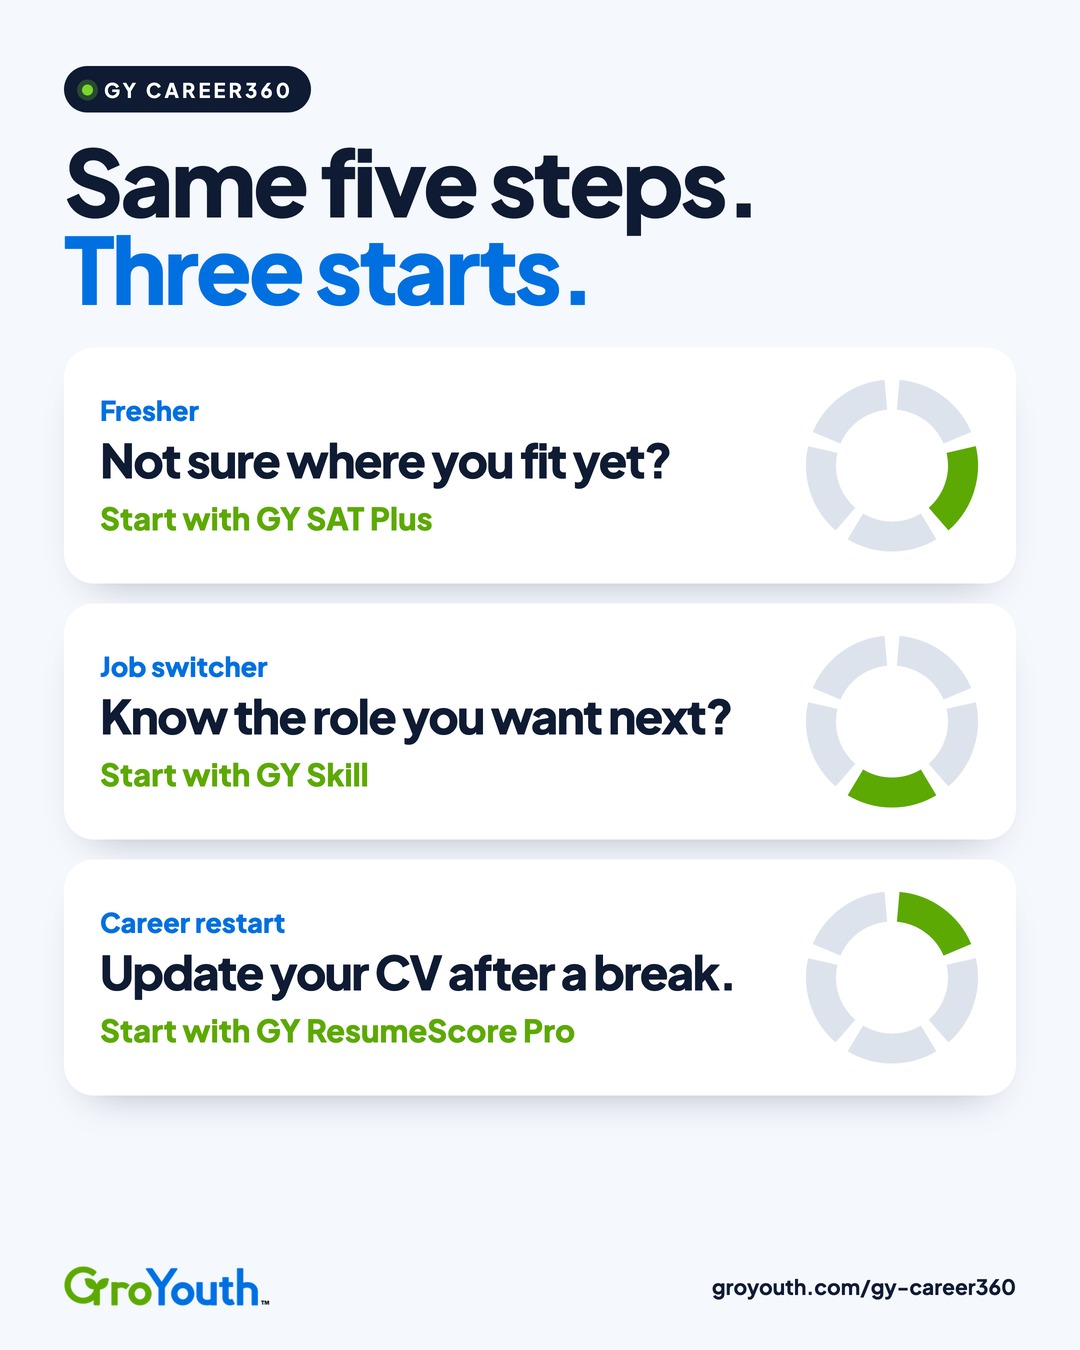 GY CAREER360
Same five steps.
Three starts.
Fresher
Not sure where you fit yet?
Start with GY SAT Plus
Job switcher
Know the role you want next?
Start with GY Skill
Career restart
Update your CV after a break.
Start with GY ResumeScore Pro
GroYouth™
groyouth.com/gy-career360